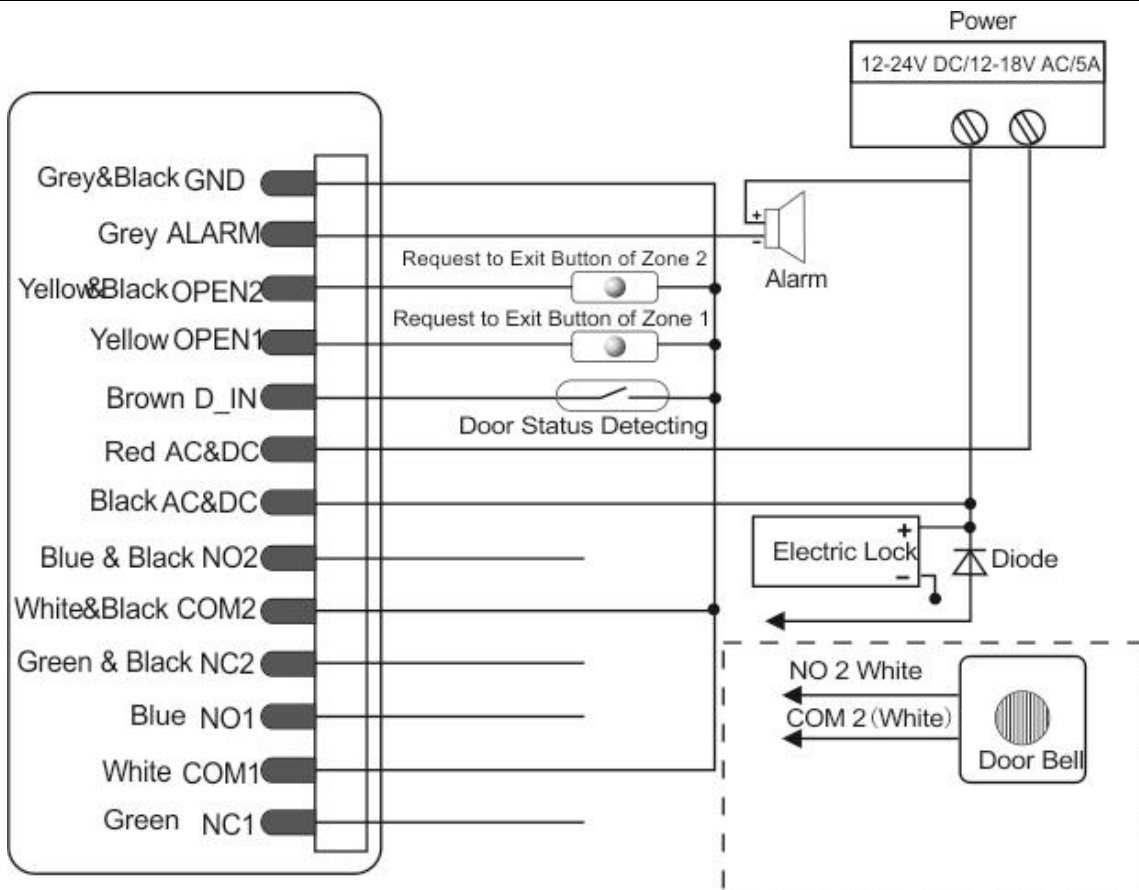 Power
12-24V DC/12-18V AC/5A
Grey&Black GND
Grey ALARM
+
-
Alarm
Request to Exit Button of Zone 2
Yellow&Black OPEN2
Request to Exit Button of Zone 1
Yellow OPEN1
Brown D_IN
Door Status Detecting
Red AC&DC
Black AC&DC
+
Electric Lock
-
Diode
Blue & Black NO2
White&Black COM2
Green & Black NC2
NO 2 White
COM 2(White)
Door Bell
Blue NO1
White COM1
Green NC1